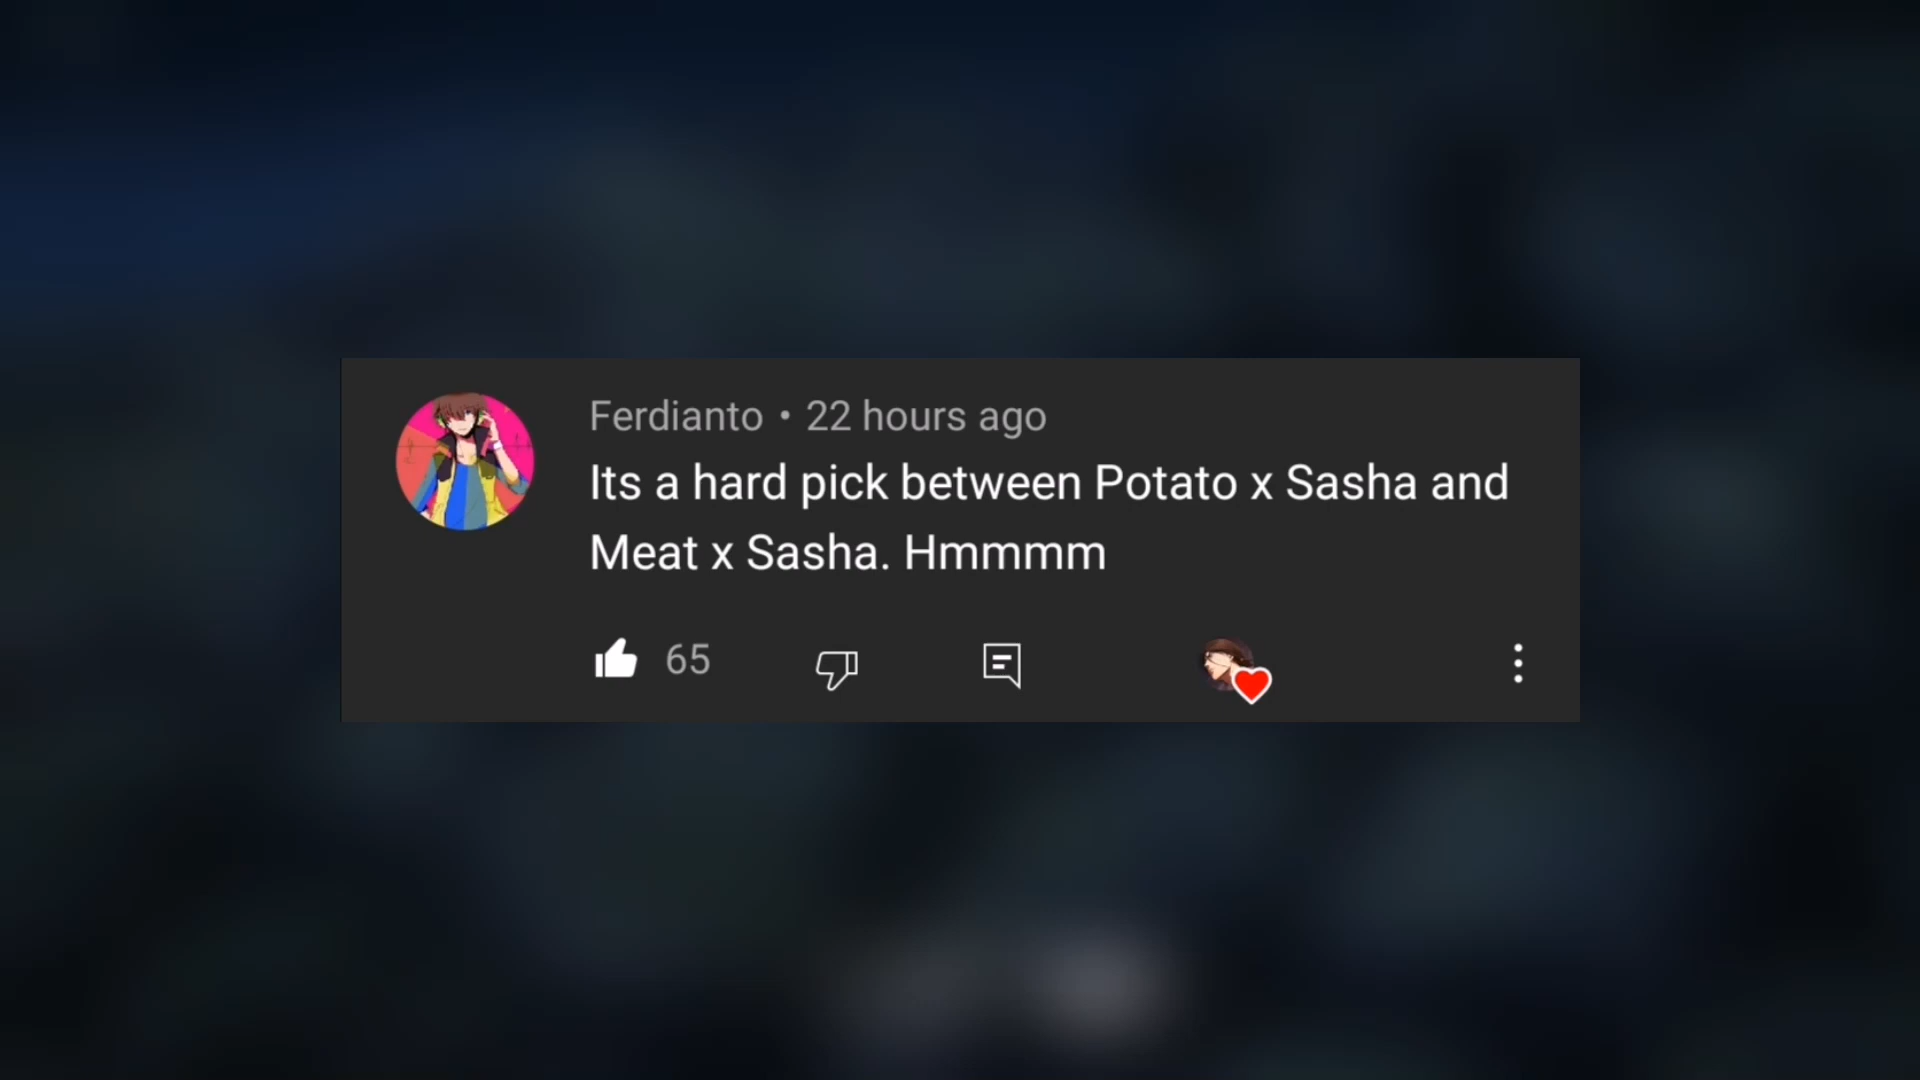 Ferdianto • 22 hours ago
Its a hard pick between Potato x Sasha and
Meat x Sasha. Hmmmm
65